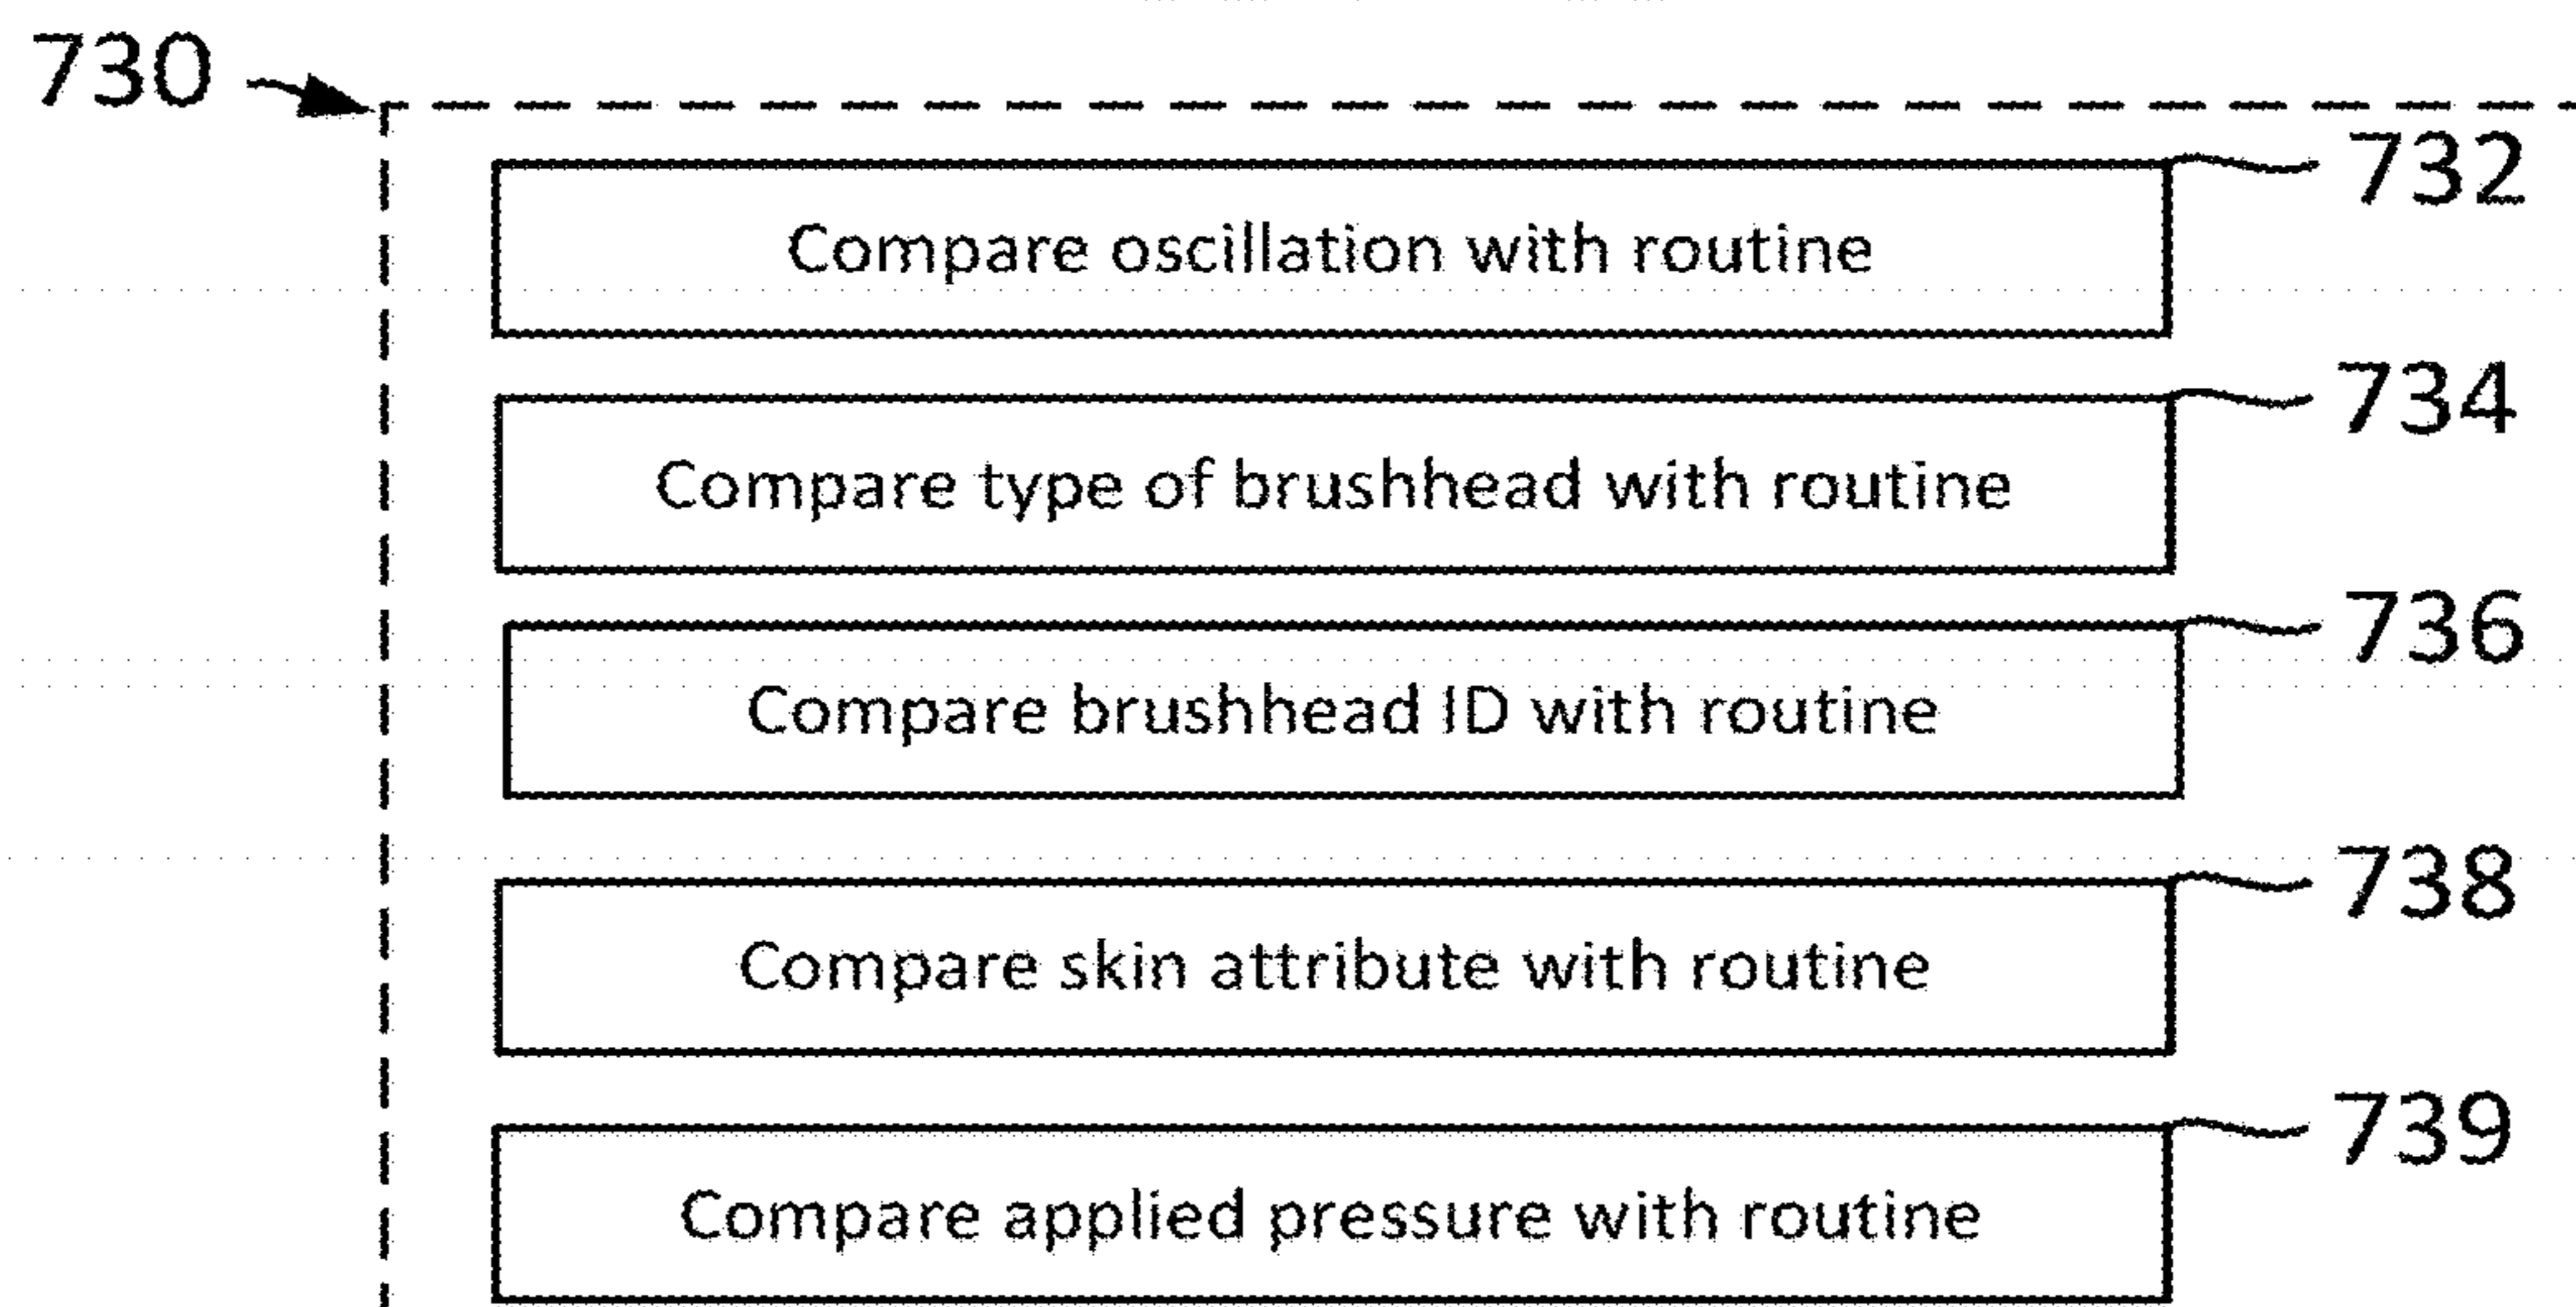 730
732
Compare oscillation with routine
734
Compare type of brushhead with routine
736
Compare brushhead ID with routine
738
Compare skin attribute with routine
739
Compare applied pressure with routine